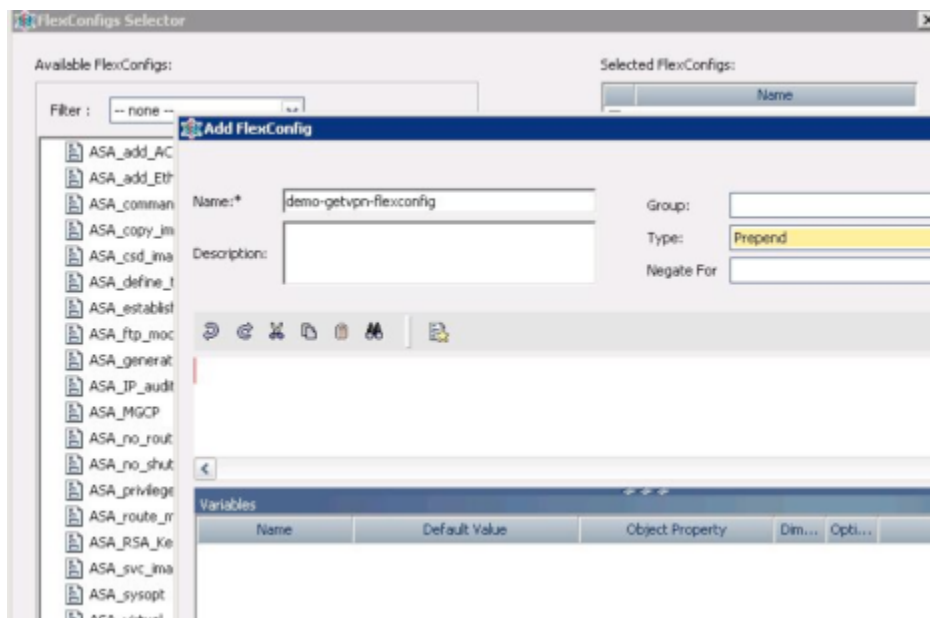 FlexConfigs Selector
Available FlexConfigs:
Selected FlexConfigs:
Filter : -- none --
Name
Add FlexConfig
ASA_add_AC
ASA_add_Eth
ASA_comman
ASA_copy_im
ASA_csd_ima
ASA_define_t
ASA_establist
ASA_ftp_moc
ASA_generat
ASA_IP_audit
ASA_MGCP
ASA_no_rout
ASA_no_shut
ASA_privilege
ASA_route_m
ASA_RSA_Ke
ASA_svc_ima
ASA_sysopt
Name:* demo-getvpn-flexconfig
Group:
Type: Prepend
Description:
Negate For
Variables
Name Default Value Object Property Dim... Opti...